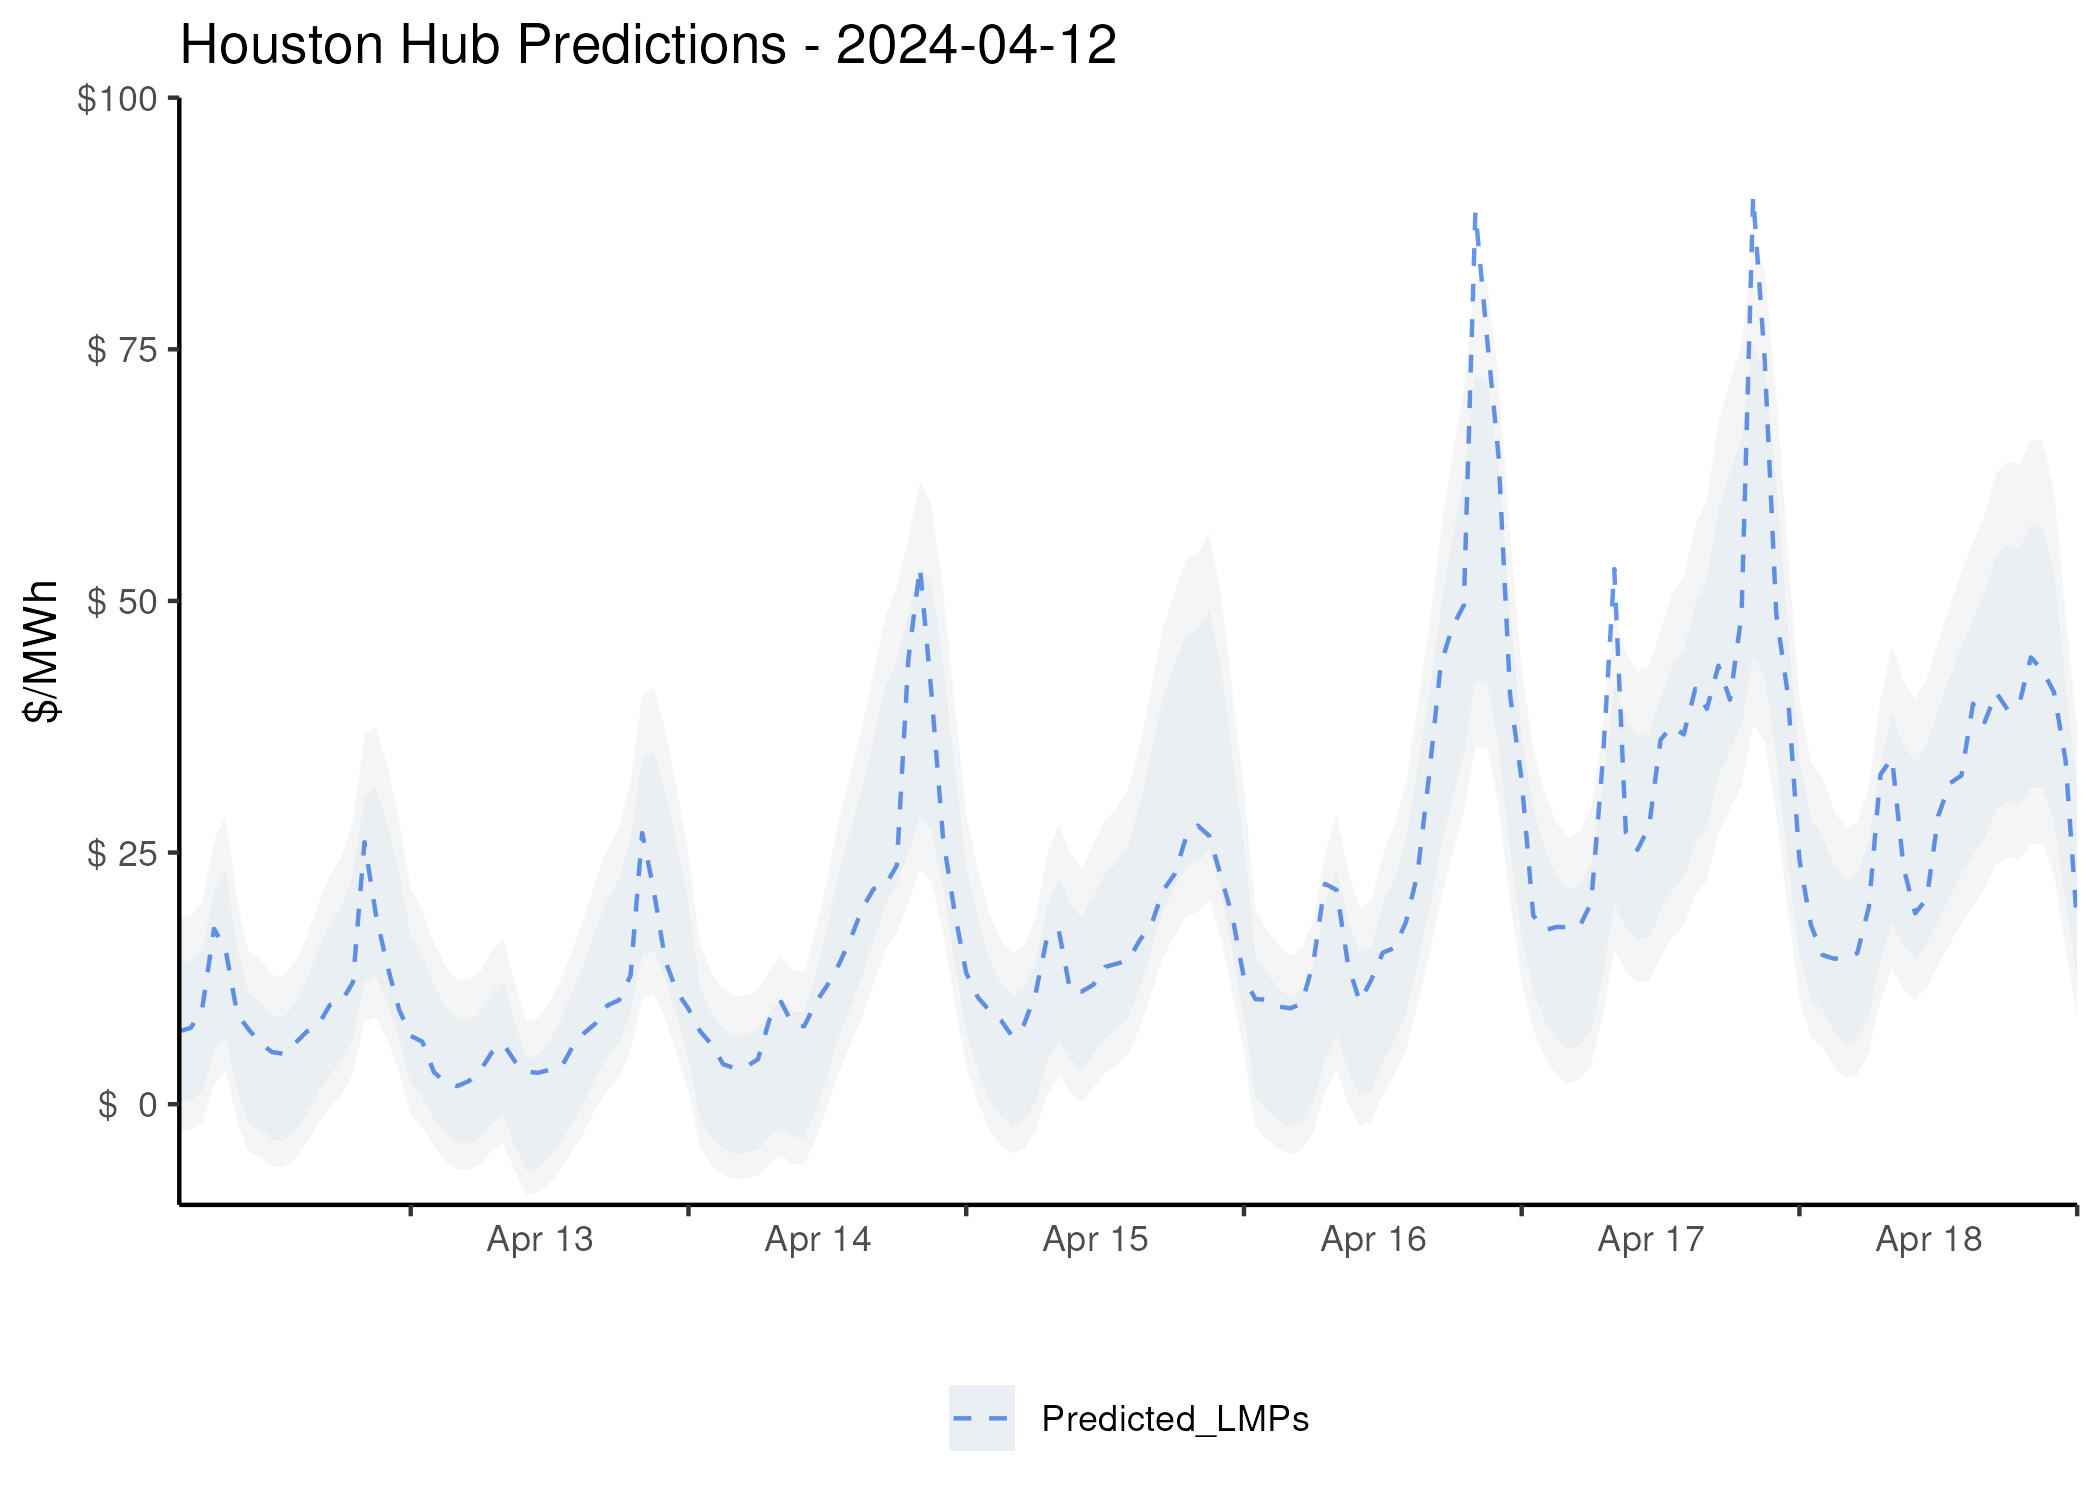 Houston Hub Predictions - 2024-04-12
$100
$ 75
$ 50
$ 25
$ 0
$/MWh
Apr 13
Apr 14
Apr 15
Apr 16
Apr 17
Apr 18
Predicted_LMPs